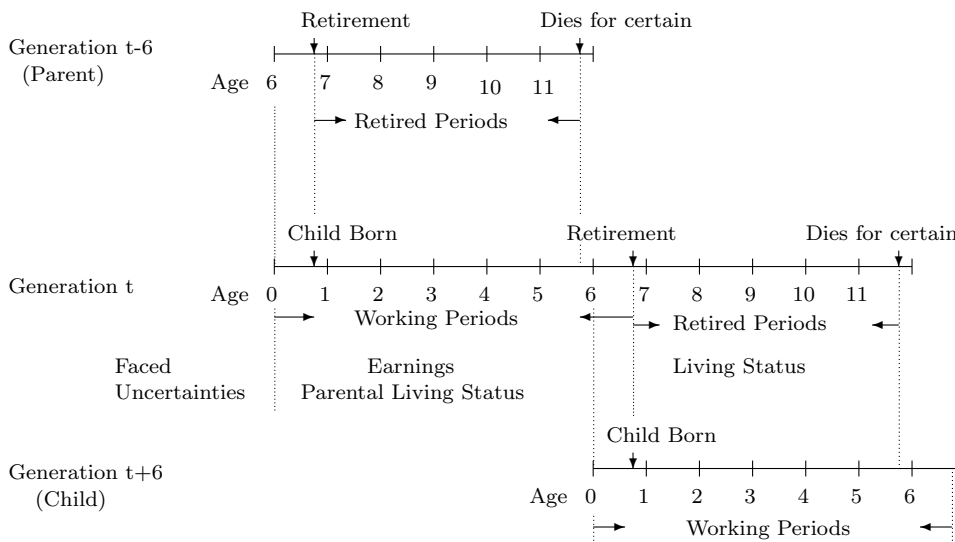 Retirement Dies for certain
Generation t-6
(Parent)
Age 6 7 8 9 10 11
Retired Periods
Child Born Retirement Dies for certain
Generation t
Age 0 1 2 3 4 5 6 7 8 9 10 11
Working Periods Retired Periods
Faced Earnings Living Status
Uncertainties Parental Living Status
Child Born
Generation t+6
(Child)
Age 0 1 2 3 4 5 6
Working Periods